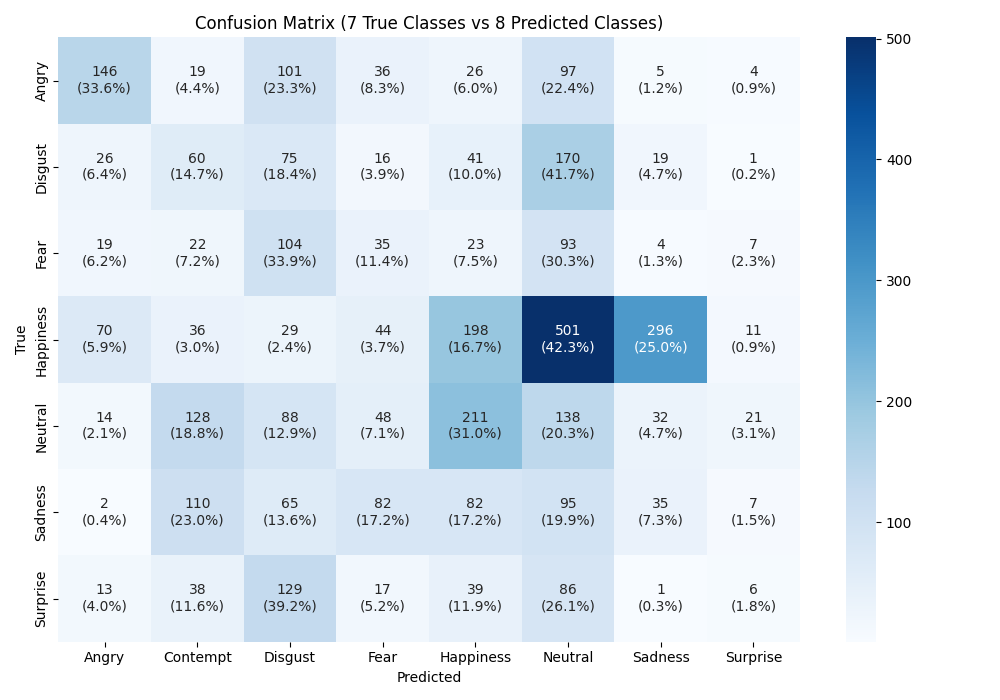 Confusion Matrix (7 True Classes vs 8 Predicted Classes)
True
Angry
146 19 101 36 26 97 5 4
(33.6%) (4.4%) (23.3%) (8.3%) (6.0%) (22.4%) (1.2%) (0.9%)
Disgust
26 60 75 16 41 170 19 1
(6.4%) (14.7%) (18.4%) (3.9%) (10.0%) (41.7%) (4.7%) (0.2%)
Fear
19 22 104 35 23 93 4 7
(6.2%) (7.2%) (33.9%) (11.4%) (7.5%) (30.3%) (1.3%) (2.3%)
Happiness
70 36 29 44 198 501 296 11
(5.9%) (3.0%) (2.4%) (3.7%) (16.7%) (42.3%) (25.0%) (0.9%)
Neutral
14 128 88 48 211 138 32 21
(2.1%) (18.8%) (12.9%) (7.1%) (31.0%) (20.3%) (4.7%) (3.1%)
Sadness
2 110 65 82 82 95 35 7
(0.4%) (23.0%) (13.6%) (17.2%) (17.2%) (19.9%) (7.3%) (1.5%)
Surprise
13 38 129 17 39 86 1 6
(4.0%) (11.6%) (39.2%) (5.2%) (11.9%) (26.1%) (0.3%) (1.8%)
Angry Contempt Disgust Fear Happiness Neutral Sadness Surprise
Predicted
500
400
300
200
100